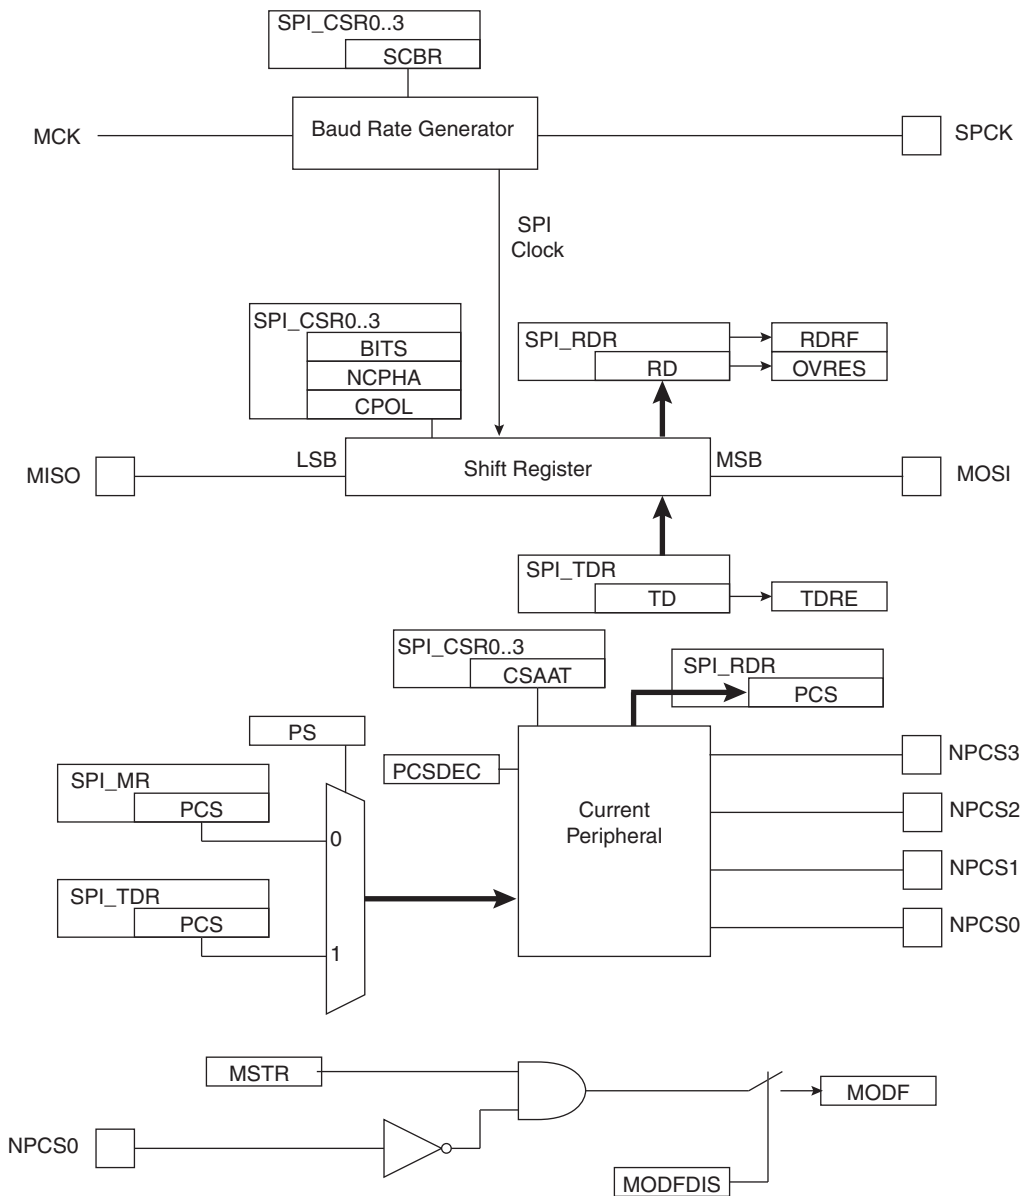 SPI_CSR0..3
SCBR
MCK
Baud Rate Generator
SPCK
SPI
Clock
SPI_CSR0..3
BITS
NCPHA
CPOL
SPI_RDR
RD
RDRF
OVRES
MISO
LSB
Shift Register
MSB
MOSI
SPI_TDR
TD
TDRE
SPI_CSR0..3
CSAAT
SPI_RDR
PCS
PS
PCSDEC
SPI_MR
PCS
0
SPI_TDR
PCS
1
Current
Peripheral
NPCS3
NPCS2
NPCS1
NPCS0
MSTR
MODF
NPCS0
MODFDIS